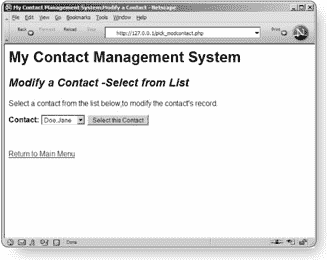 My Contact Management System:Modify a Contact - Netscape
File Edit View Go Bookmarks Tools Window Help
Back Forward Reload Stop http://127.0.0.1/pick_modcontact.php Print
My Contact Management System
Modify a Contact -Select from List
Select a contact from the list below,to modify the contact's record.
Contact: Doe,Jane Select this Contact
Return to Main Menu
Done